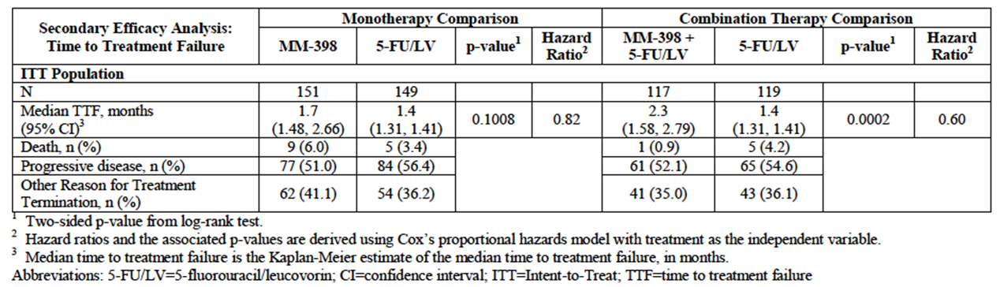 Secondary Efficacy Analysis: Time to Treatment Failure | Monotherapy Comparison | Combination Therapy Comparison
MM-398 | 5-FU/LV | p-value1 | Hazard Ratio2 | MM-398 + 5-FU/LV | 5-FU/LV | p-value1 | Hazard Ratio2
ITT Population
N | 151 | 149 | 117 | 119
Median TTF, months (95% CI)3 | 1.7 (1.48, 2.66) | 1.4 (1.31, 1.41) | 0.1008 | 0.82 | 2.3 (1.58, 2.79) | 1.4 (1.31, 1.41) | 0.0002 | 0.60
Death, n (%) | 9 (6.0) | 5 (3.4) | 1 (0.9) | 5 (4.2)
Progressive disease, n (%) | 77 (51.0) | 84 (56.4) | 61 (52.1) | 65 (54.6)
Other Reason for Treatment Termination, n (%) | 62 (41.1) | 54 (36.2) | 41 (35.0) | 43 (36.1)
1 Two-sided p-value from log-rank test.
2 Hazard ratios and the associated p-values are derived using Cox's proportional hazards model with treatment as the independent variable.
3 Median time to treatment failure is the Kaplan-Meier estimate of the median time to treatment failure, in months.
Abbreviations: 5-FU/LV=5-fluorouracil/leucovorin; CI=confidence interval; ITT=Intent-to-Treat; TTF=time to treatment failure